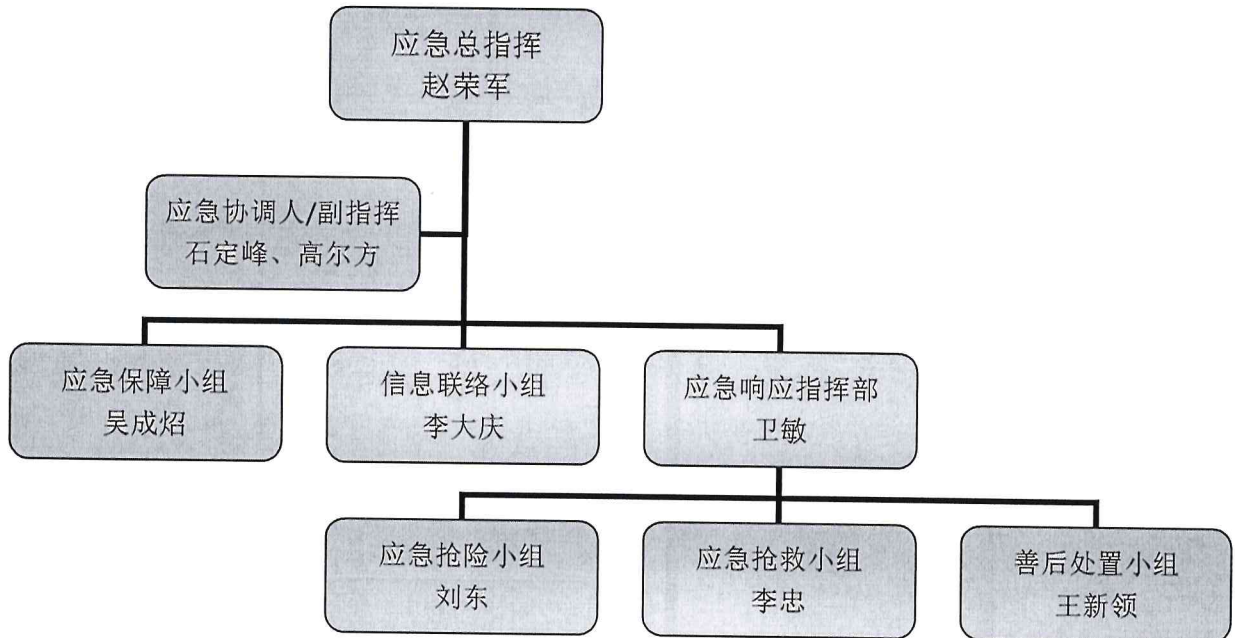 应急总指挥
赵荣军
应急协调人/副指挥
石定峰、高尔方
应急保障小组
吴成炤
信息联络小组
李大庆
应急响应指挥部
卫敏
应急抢险小组
刘东
应急抢救小组
李忠
善后处置小组
王新领